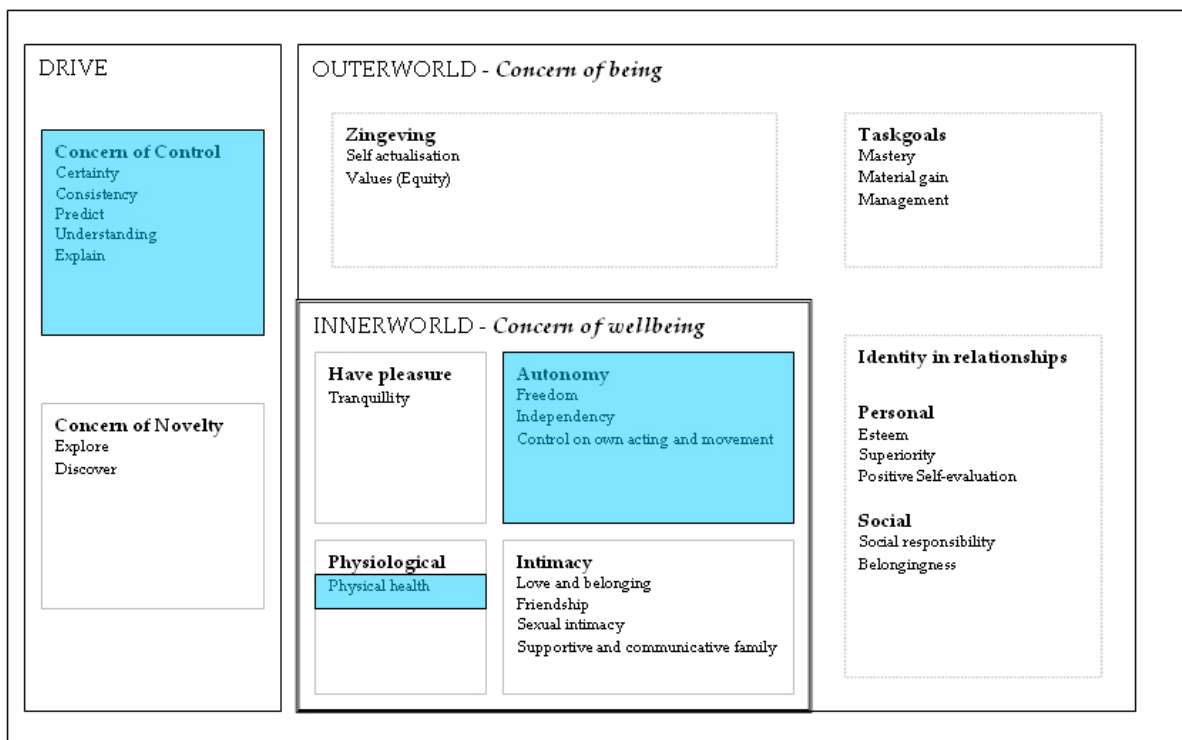 DRIVE
Concern of Control
Certainty
Consistency
Predict
Understanding
Explain
Concern of Novelty
Explore
Discover
OUTERWORLD - Concern of being
Zingeving
Self actualisation
Values (Equity)
Taskgoals
Mastery
Material gain
Management
INNERWORLD - Concern of wellbeing
Have pleasure
Tranquillity
Autonomy
Freedom
Independency
Control on own acting and movement
Physiological
Physical health
Intimacy
Love and belonging
Friendship
Sexual intimacy
Supportive and communicative family
Identity in relationships
Personal
Esteem
Superiority
Positive Self-evaluation
Social
Social responsibility
Belongingness